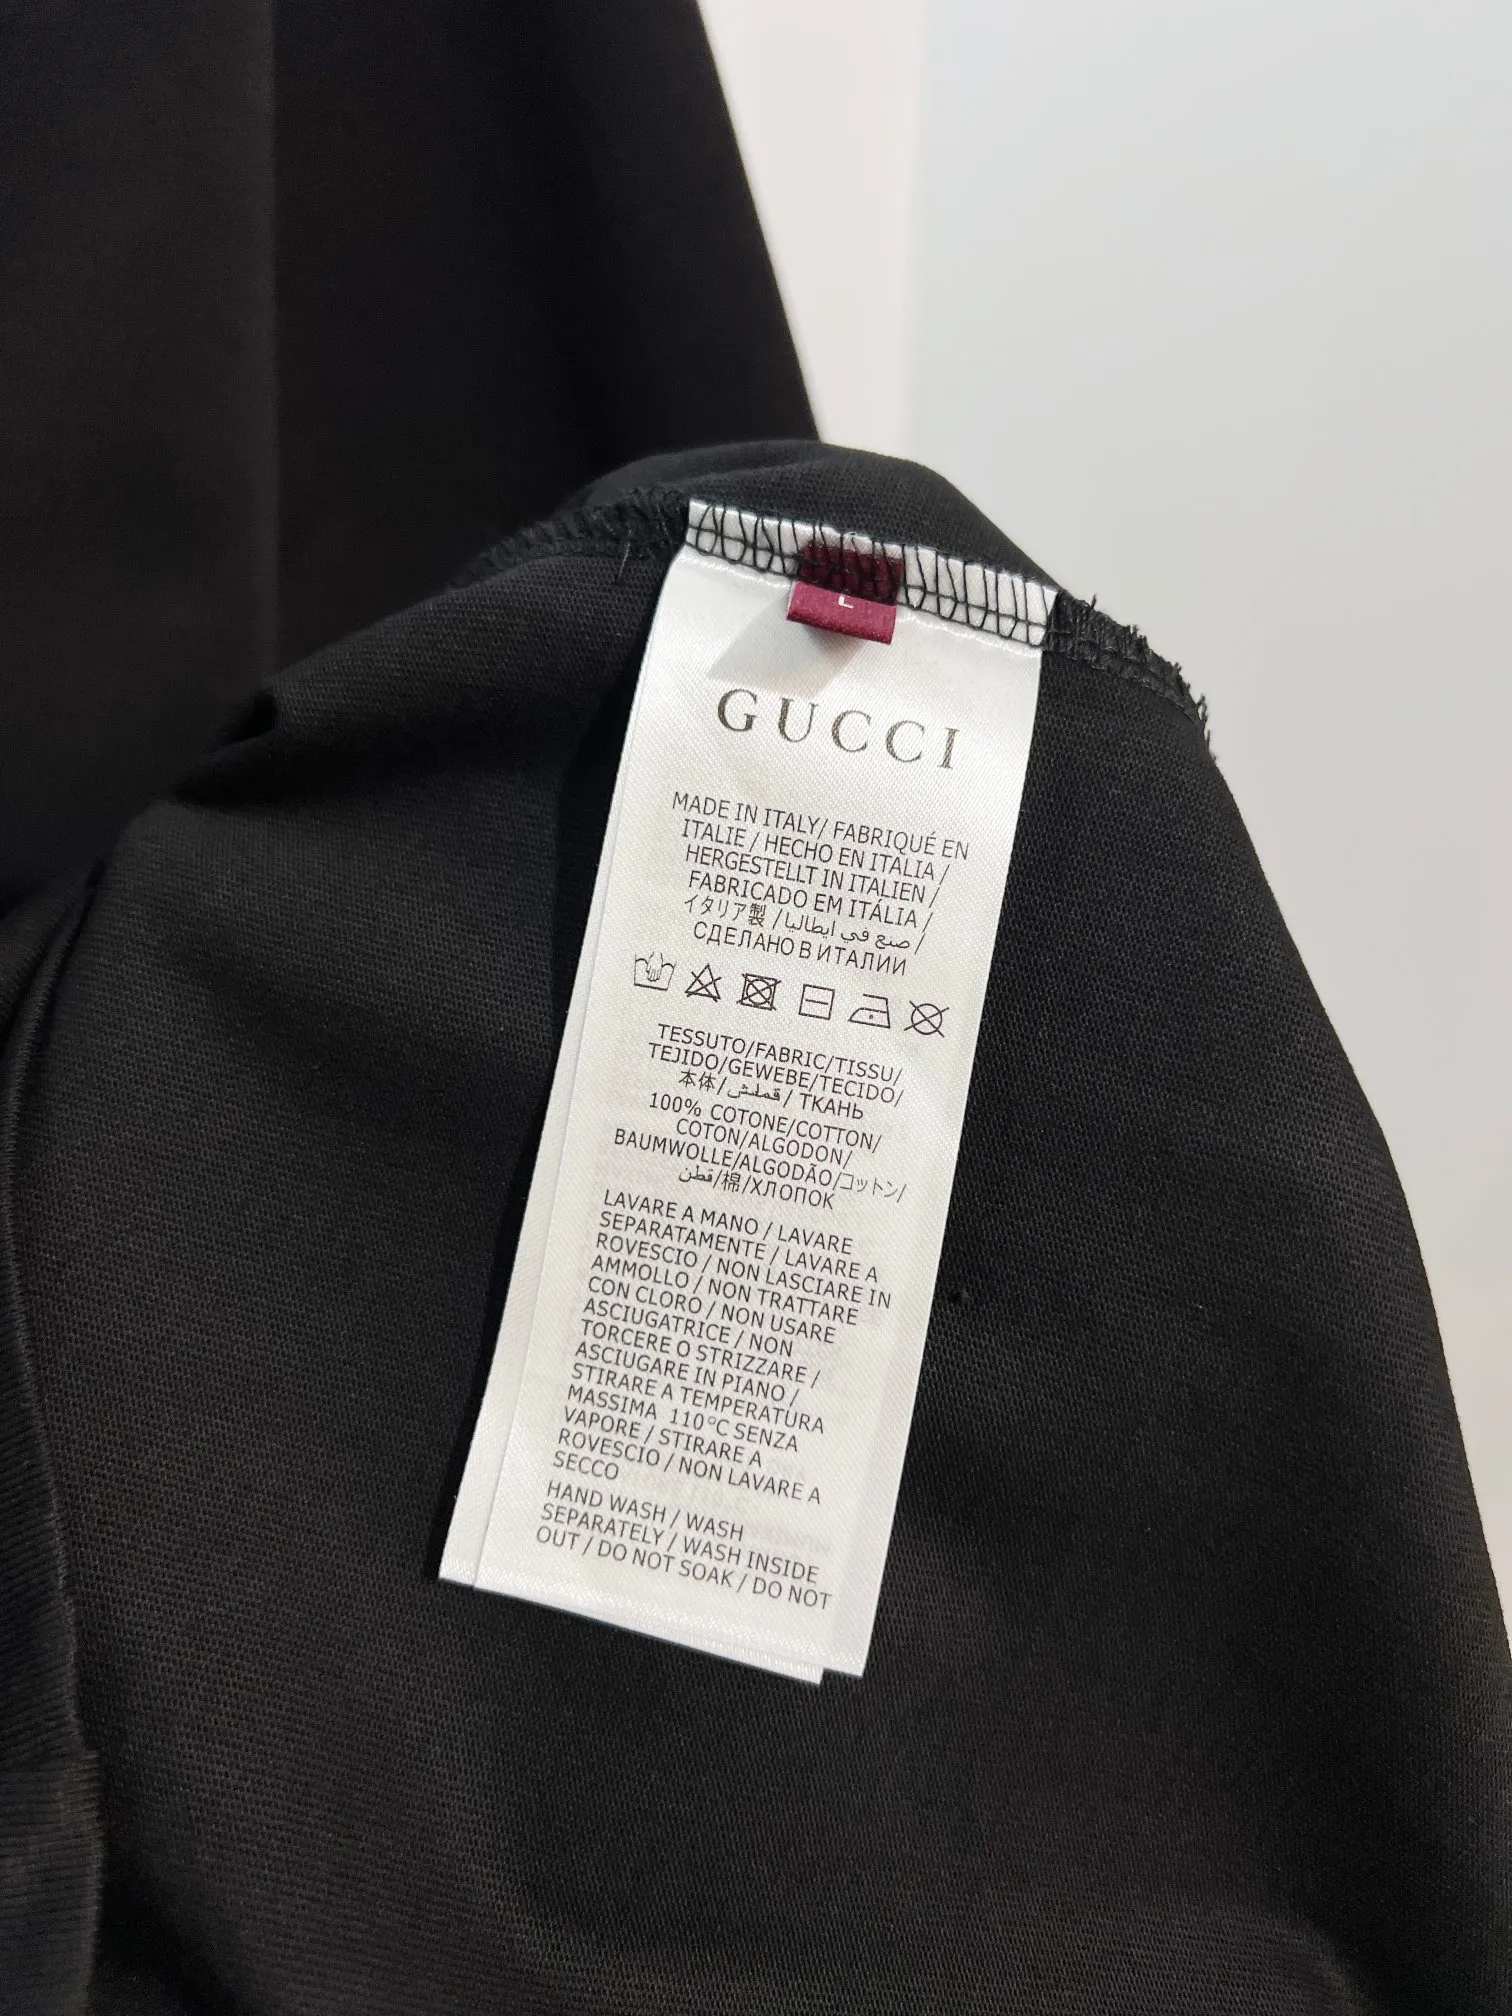 L
GUCCI
MADE IN ITALY/ FABRIQUÉ EN
ITALIE / HECHO EN ITALIA /
HERGESTELLT IN ITALIEN /
FABRICADO EM ITÁLIA /
イタリア製 / صنع في ايطاليا /
СДЕЛАНО В ИТАЛИИ
TESSUTO/FABRIC/TISSU/
TEJIDO/GEWEBE/TECIDO/
本体/قملش/ ТКАНЬ
100% COTONE/COTTON/
COTON/ALGODON/
BAUMWOLLE/ALGODÃO/コットン/
قطن/棉/ХЛОПОК
LAVARE A MANO / LAVARE
SEPARATAMENTE / LAVARE A
ROVESCIO / NON LASCIARE IN
AMMOLLO / NON TRATTARE
CON CLORO / NON USARE
ASCIUGATRICE / NON
TORCERE O STRIZZARE /
ASCIUGARE IN PIANO /
STIRARE A TEMPERATURA
MASSIMA 110°C SENZA
VAPORE / STIRARE A
ROVESCIO / NON LAVARE A
SECCO
HAND WASH / WASH
SEPARATELY / WASH INSIDE
OUT / DO NOT SOAK / DO NOT